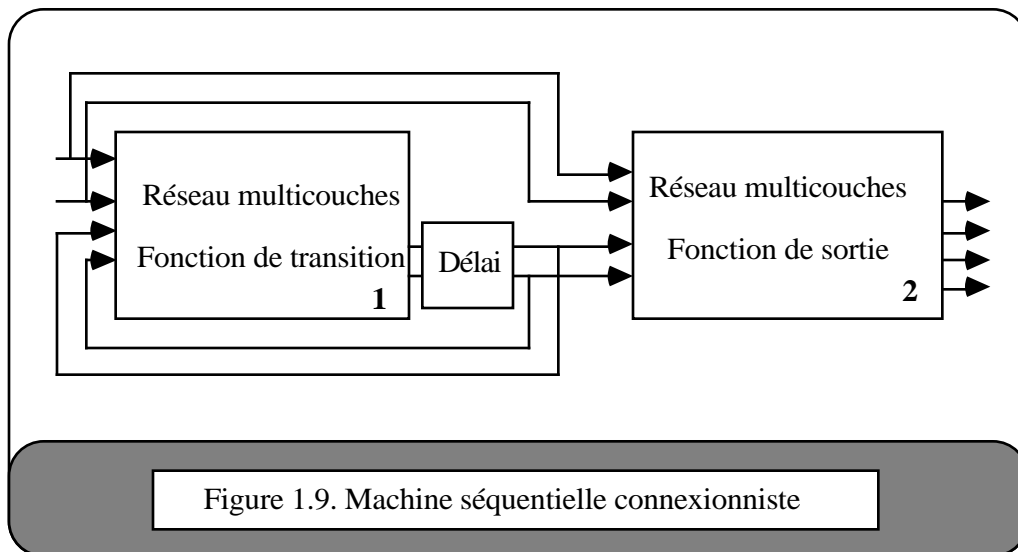 Réseau multicouches
Fonction de transition
1
Délai
Réseau multicouches
Fonction de sortie
2
Figure 1.9. Machine séquentielle connexionniste